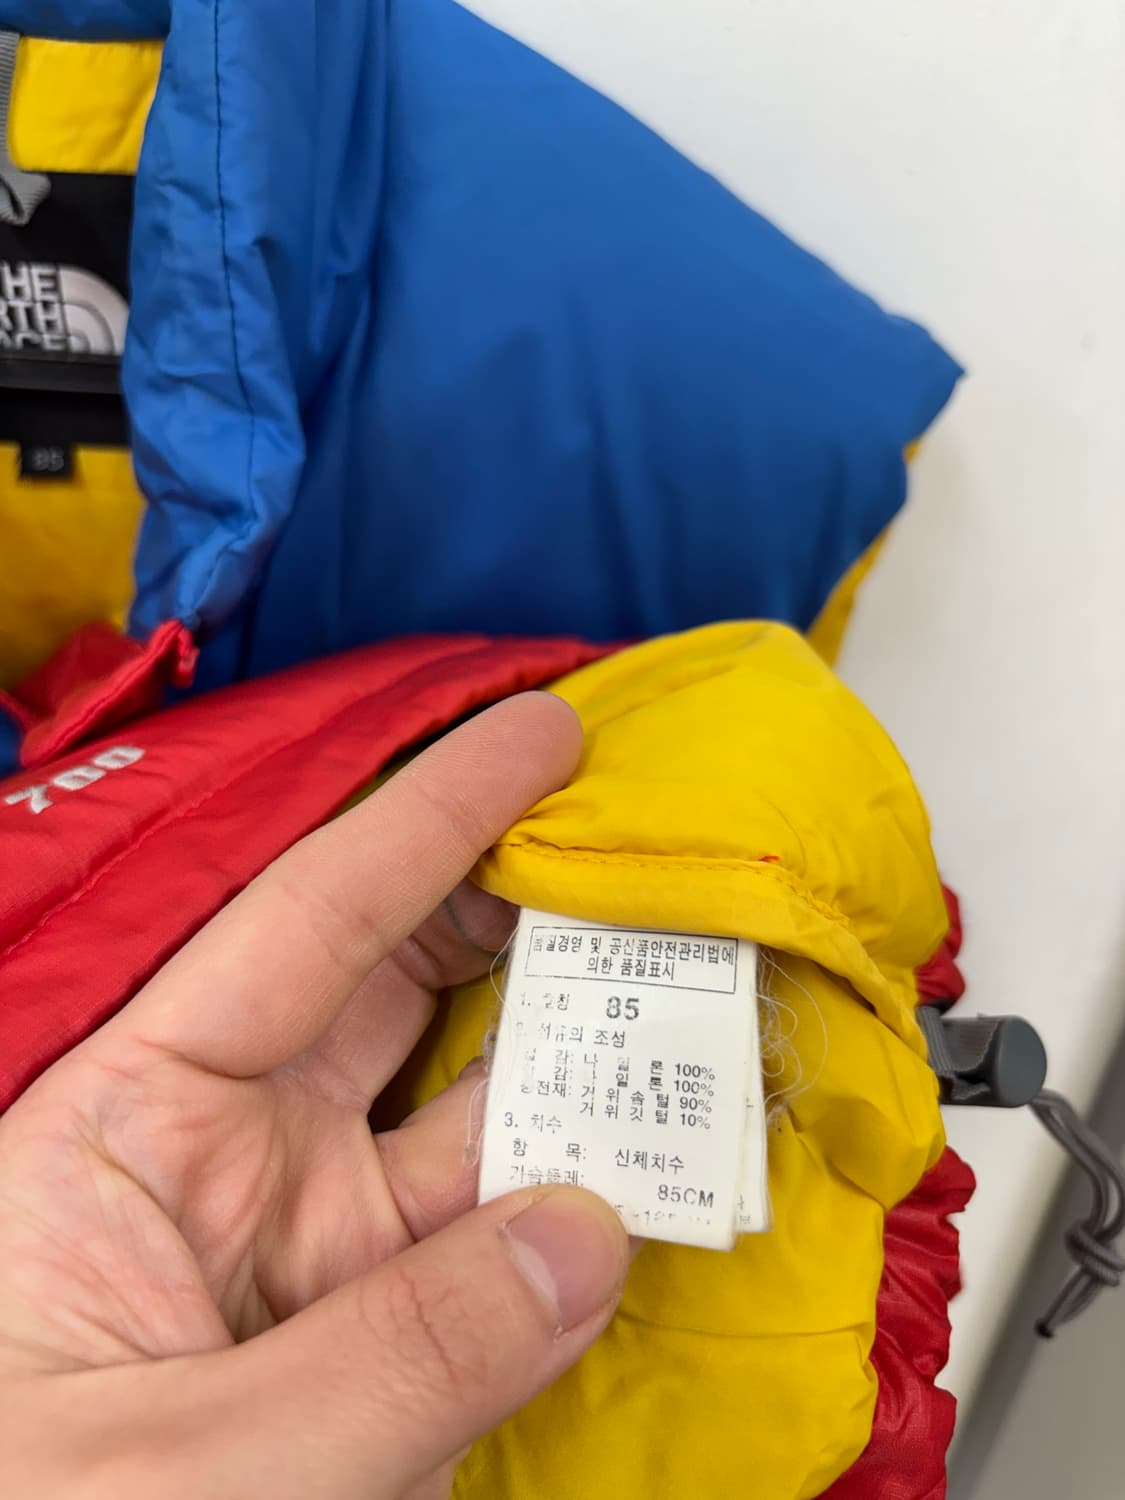 THE
NORTH
FACE
85
700
품질경영 및 공산품안전관리법에
의한 품질표시
1. 호칭 85
2. 섬유의 조성
겉 감: 나 일 론 100%
안 감: 나 일 론 100%
충전재: 거 위 솜 털 90%
거 위 깃 털 10%
3. 치수
항 목: 신체치수
가슴둘레: 85CM